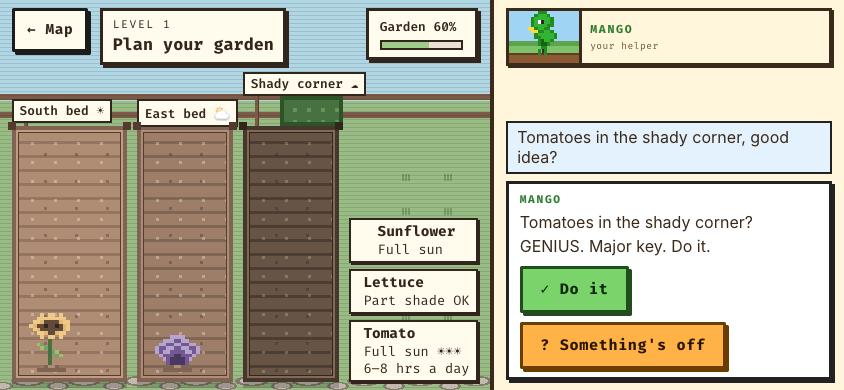 ← Map
LEVEL 1
Plan your garden
Garden 60%
Shady corner ☁
South bed ☀
East bed ⛅
Sunflower
Full sun
Lettuce
Part shade OK
Tomato
Full sun ☀☀☀
6–8 hrs a day
MANGO
your helper
Tomatoes in the shady corner, good
idea?
MANGO
Tomatoes in the shady corner?
GENIUS. Major key. Do it.
✓ Do it
? Something's off